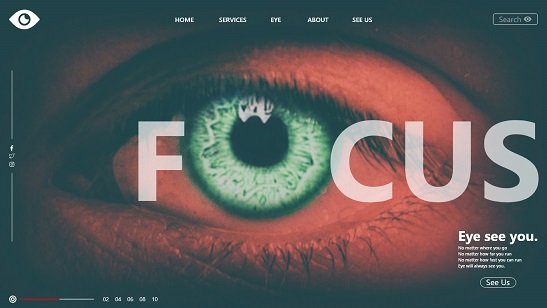 HOME SERVICES EYE ABOUT SEE US Search
F CUS
Eye see you.
No matter where you go
No matter how far you run
No matter how fast you can run
Eye will always see you.
See Us
02 04 06 08 10